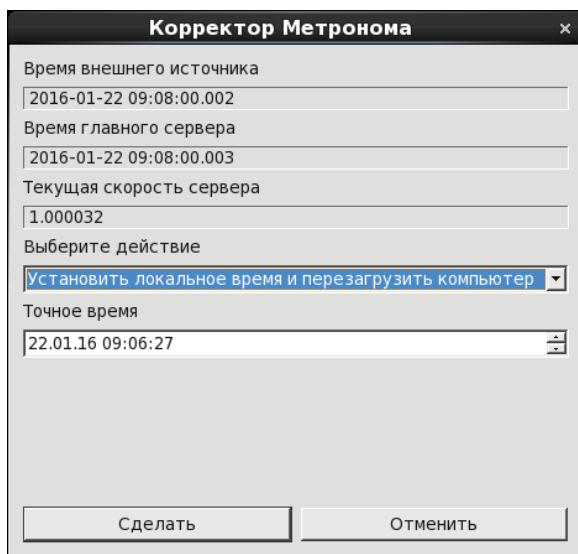 Корректор Метронома
Время внешнего источника
2016-01-22 09:08:00.002
Время главного сервера
2016-01-22 09:08:00.003
Текущая скорость сервера
1.000032
Выберите действие
Установить локальное время и перезагрузить компьютер
Точное время
22.01.16 09:06:27
Сделать Отменить